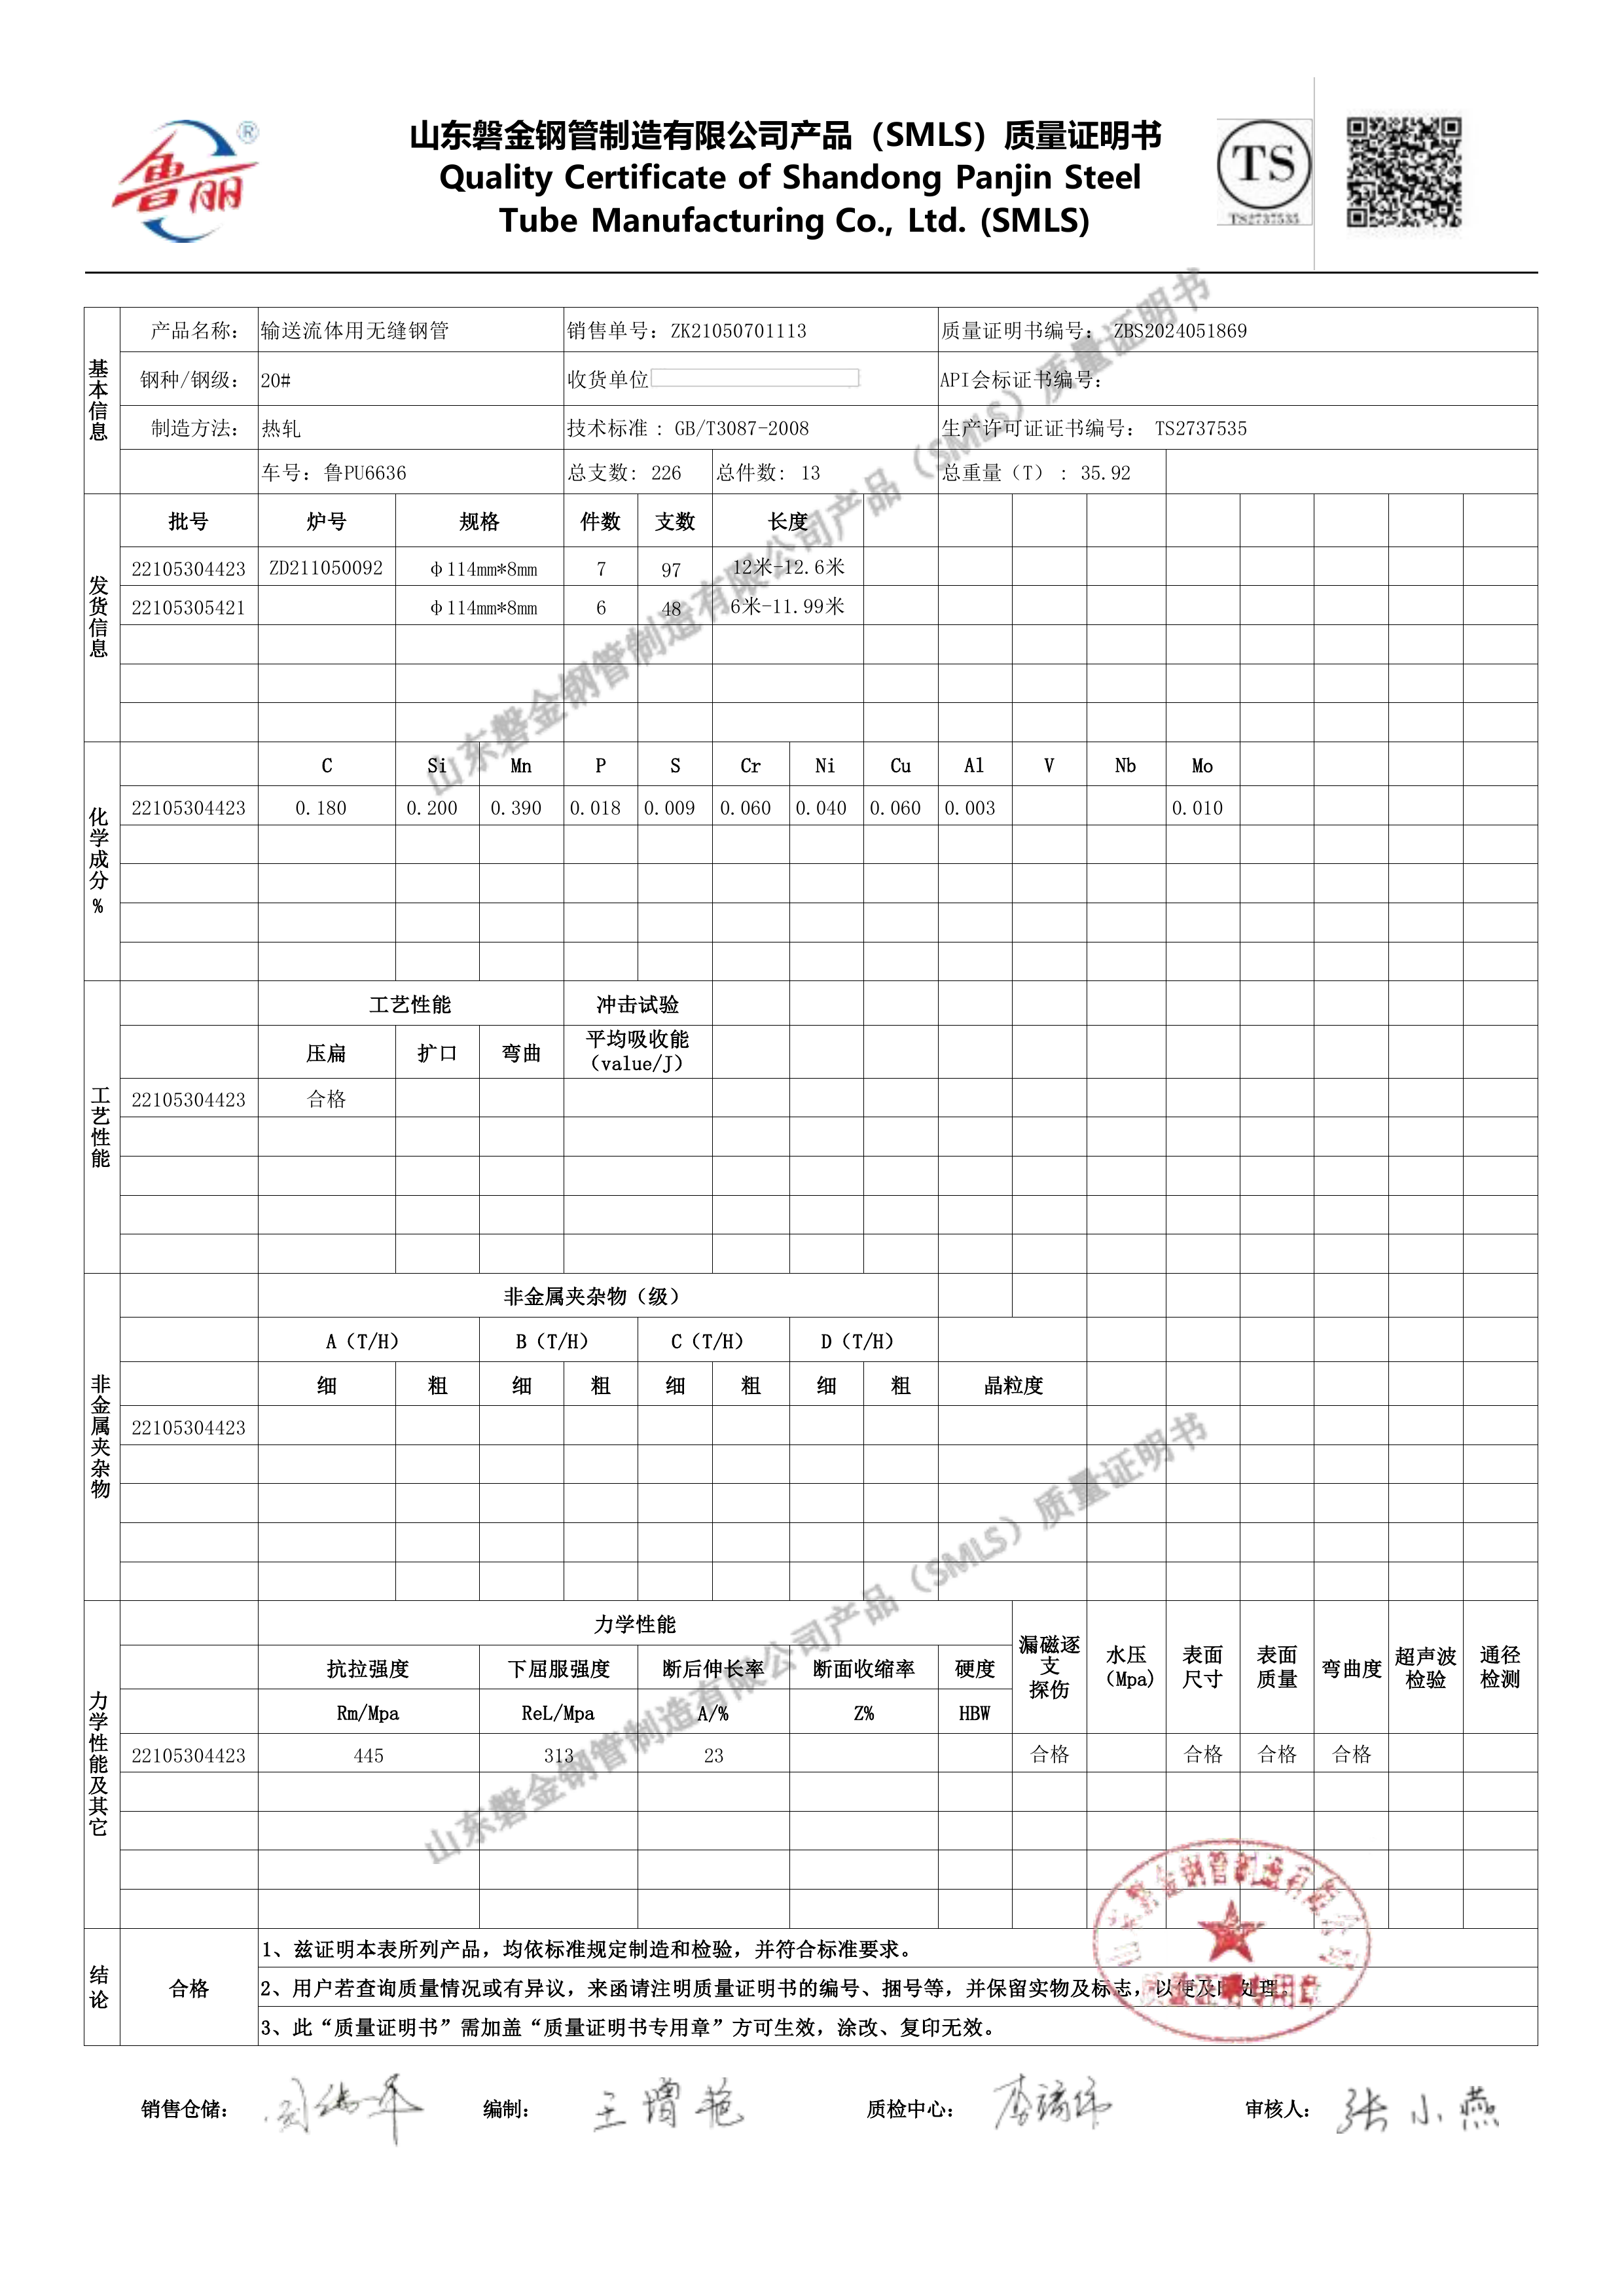 鲁丽®
山东磐金钢管制造有限公司产品（SMLS）质量证明书
Quality Certificate of Shandong Panjin Steel
Tube Manufacturing Co., Ltd. (SMLS)
TS
TS2737535
基本信息
产品名称： 输送流体用无缝钢管 销售单号：ZK21050701113 质量证明书编号： ZBS2024051869
钢种/钢级： 20# 收货单位 API会标证书编号：
制造方法： 热轧 技术标准 : GB/T3087-2008 生产许可证证书编号： TS2737535
车号：鲁PU6636 总支数： 226 总件数： 13 总重量（T） : 35.92
发货信息
批号 炉号 规格 件数 支数 长度
22105304423 ZD211050092 φ114mm*8mm 7 97 12米-12.6米
22105305421 φ114mm*8mm 6 48 6米-11.99米
化学成分%
C Si Mn P S Cr Ni Cu Al V Nb Mo
22105304423 0.180 0.200 0.390 0.018 0.009 0.060 0.040 0.060 0.003 0.010
工艺性能
工艺性能 冲击试验
压扁 扩口 弯曲 平均吸收能（value/J）
22105304423 合格
非金属夹杂物
非金属夹杂物（级）
A（T/H） B（T/H） C（T/H） D（T/H）
细 粗 细 粗 细 粗 细 粗 晶粒度
22105304423
力学性能及其它
力学性能 漏磁逐支探伤 水压（Mpa） 表面尺寸 表面质量 弯曲度 超声波检验 通径检测
抗拉强度 下屈服强度 断后伸长率 断面收缩率 硬度
Rm/Mpa ReL/Mpa A/% Z% HBW
22105304423 445 313 23 合格 合格 合格 合格
结论
合格
1、兹证明本表所列产品，均依标准规定制造和检验，并符合标准要求。
2、用户若查询质量情况或有异议，来函请注明质量证明书的编号、捆号等，并保留实物及标志，以便及时处理。
3、此“质量证明书”需加盖“质量证明书专用章”方可生效，涂改、复印无效。
质量证明专用章
销售仓储： 编制： 王增艳 质检中心： 审核人： 张小燕
山东磐金钢管制造有限公司产品（SMLS）质量证明书
山东磐金钢管制造有限公司产品（SMLS）质量证明书